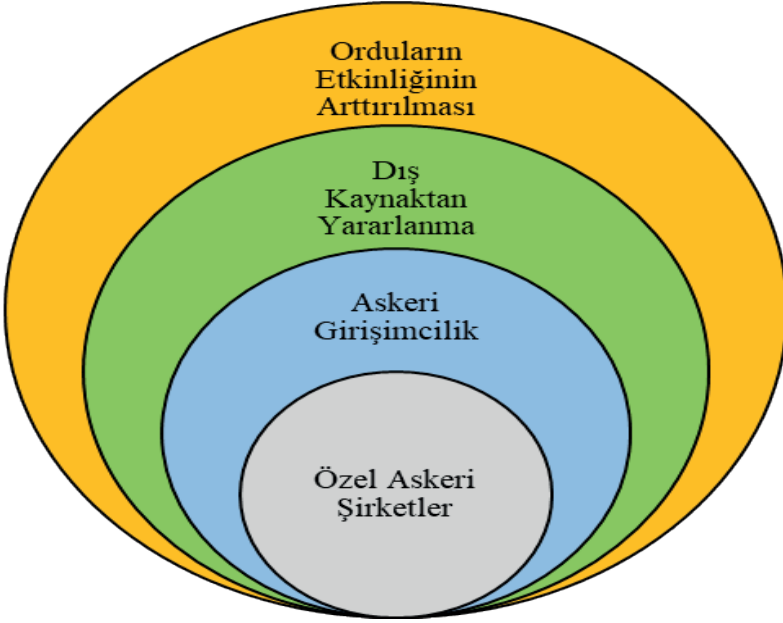 Orduların
Etkinliğinin
Arttırılması
Dış
Kaynaktan
Yararlanma
Askeri
Girişimcilik
Özel Askeri
Şirketler